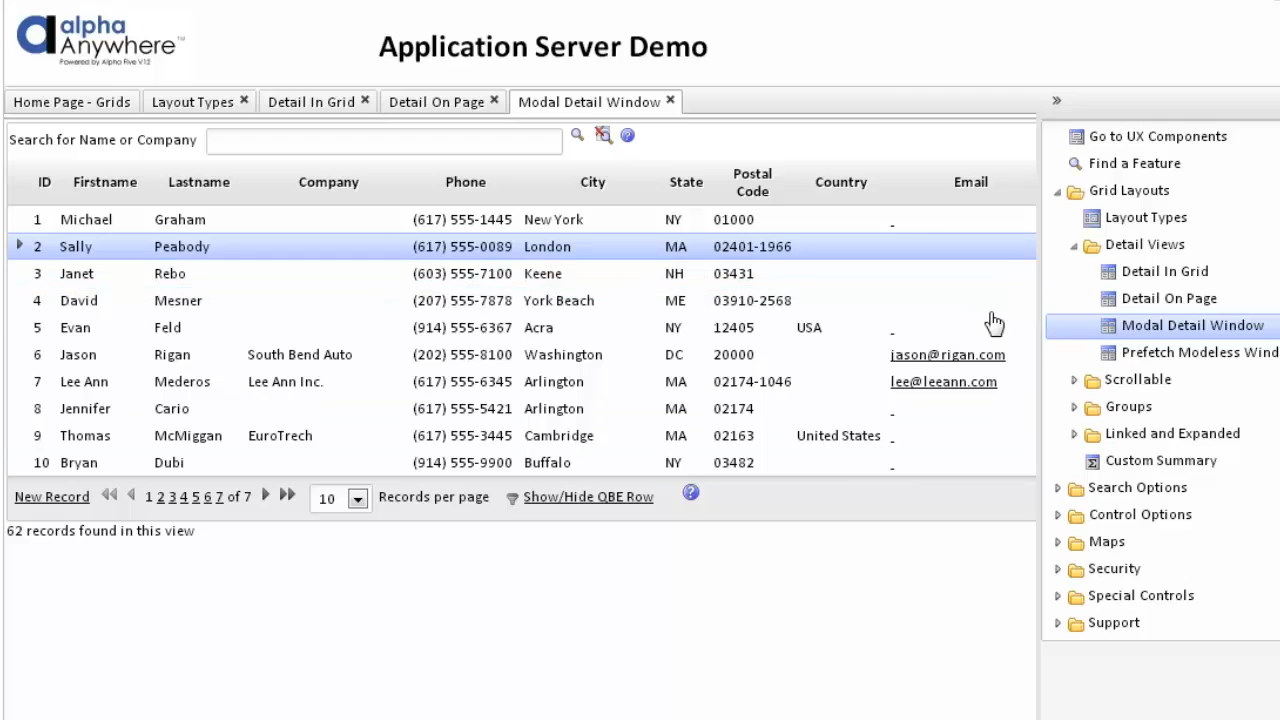 alpha
Anywhere™
Powered by Alpha Five V12
Application Server Demo
Home Page - Grids Layout Types Detail In Grid Detail On Page Modal Detail Window
Search for Name or Company
ID Firstname Lastname Company Phone City State Postal Code Country Email
1 Michael Graham (617) 555-1445 New York NY 01000
2 Sally Peabody (617) 555-0089 London MA 02401-1966
3 Janet Rebo (603) 555-7100 Keene NH 03431
4 David Mesner (207) 555-7878 York Beach ME 03910-2568
5 Evan Feld (914) 555-6367 Acra NY 12405 USA
6 Jason Rigan South Bend Auto (202) 555-8100 Washington DC 20000 jason@rigan.com
7 Lee Ann Mederos Lee Ann Inc. (617) 555-6345 Arlington MA 02174-1046 lee@leeann.com
8 Jennifer Cario (617) 555-5421 Arlington MA 02174
9 Thomas McMiggan EuroTrech (617) 555-3445 Cambridge MA 02163 United States
10 Bryan Dubi (914) 555-9900 Buffalo NY 03482
New Record 1 2 3 4 5 6 7 of 7 10 Records per page Show/Hide QBE Row
62 records found in this view
Go to UX Components
Find a Feature
Grid Layouts
Layout Types
Detail Views
Detail In Grid
Detail On Page
Modal Detail Window
Prefetch Modeless Wind
Scrollable
Groups
Linked and Expanded
Custom Summary
Search Options
Control Options
Maps
Security
Special Controls
Support